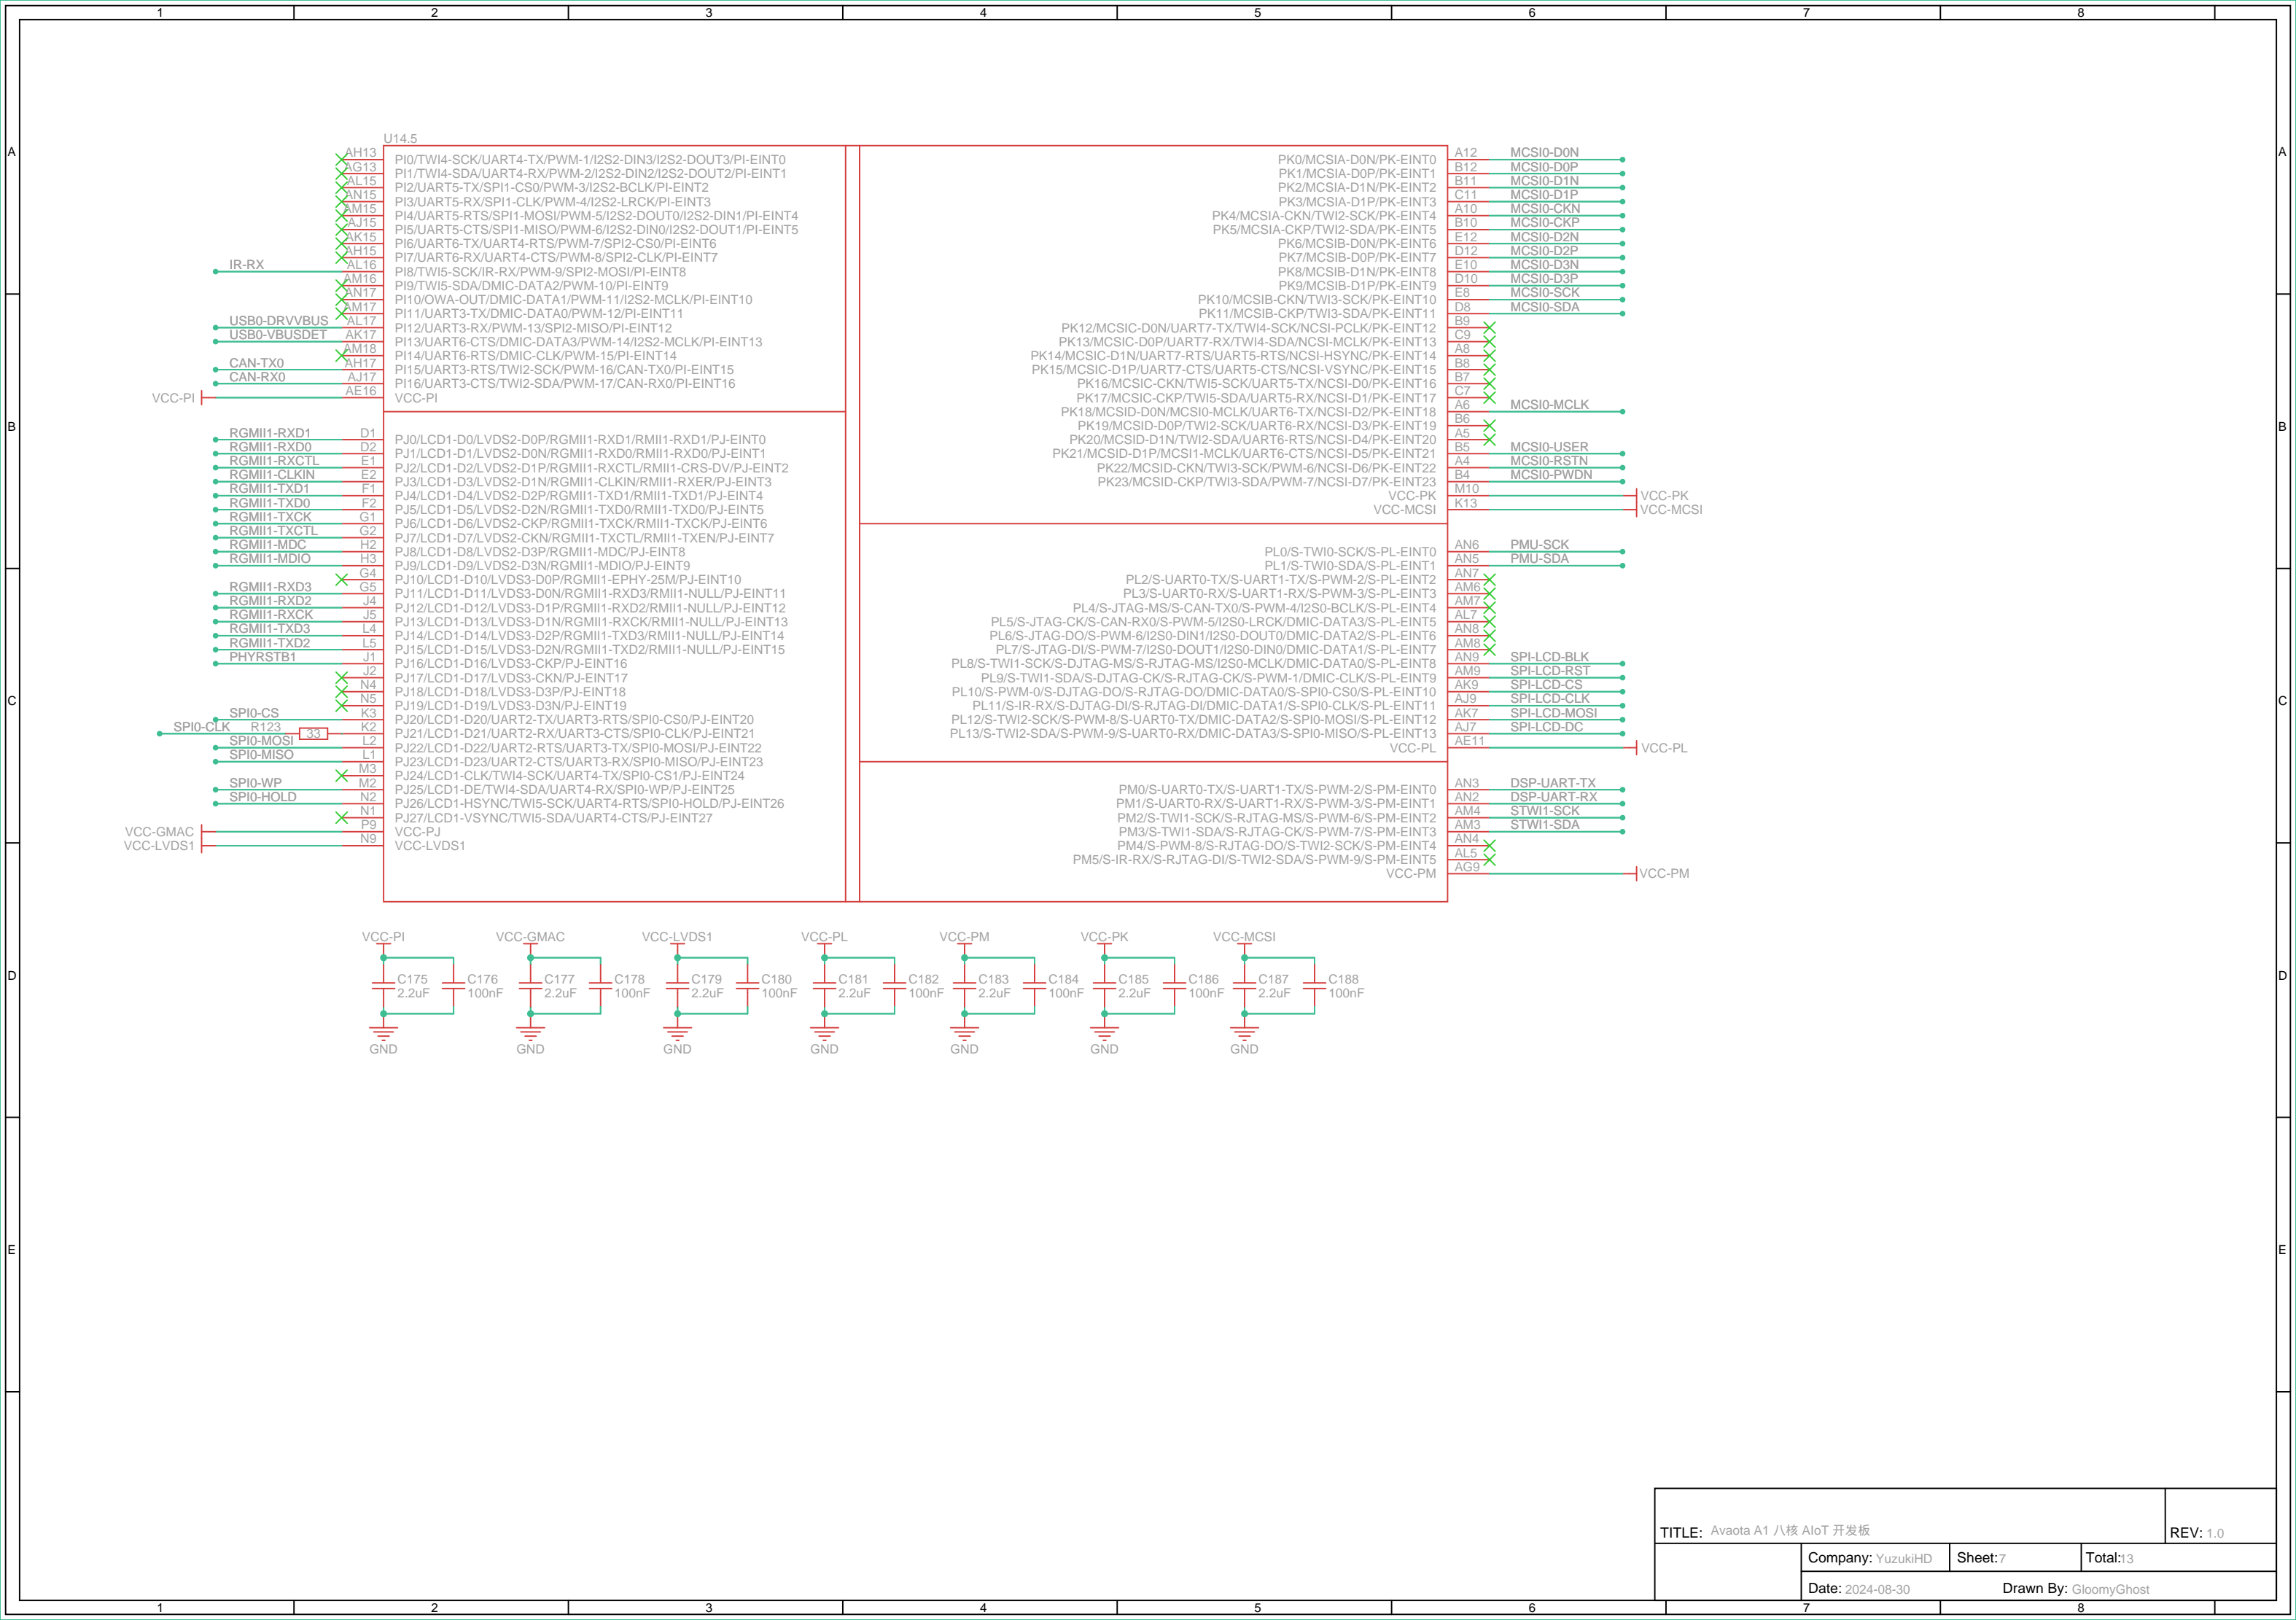 1 2 3 4 5 6 7 8
A A
B B
C C
D D
E E
U14.5
AH13 PI0/TWI4-SCK/UART4-TX/PWM-1/I2S2-DIN3/I2S2-DOUT3/PI-EINT0
AG13 PI1/TWI4-SDA/UART4-RX/PWM-2/I2S2-DIN2/I2S2-DOUT2/PI-EINT1
AL15 PI2/UART5-TX/SPI1-CS0/PWM-3/I2S2-BCLK/PI-EINT2
AN15 PI3/UART5-RX/SPI1-CLK/PWM-4/I2S2-LRCK/PI-EINT3
AM15 PI4/UART5-RTS/SPI1-MOSI/PWM-5/I2S2-DOUT0/I2S2-DIN1/PI-EINT4
AJ15 PI5/UART5-CTS/SPI1-MISO/PWM-6/I2S2-DIN0/I2S2-DOUT1/PI-EINT5
AK15 PI6/UART6-TX/UART4-RTS/PWM-7/SPI2-CS0/PI-EINT6
AH15 PI7/UART6-RX/UART4-CTS/PWM-8/SPI2-CLK/PI-EINT7
IR-RX AL16 PI8/TWI5-SCK/IR-RX/PWM-9/SPI2-MOSI/PI-EINT8
AM16 PI9/TWI5-SDA/DMIC-DATA2/PWM-10/PI-EINT9
AN17 PI10/OWA-OUT/DMIC-DATA1/PWM-11/I2S2-MCLK/PI-EINT10
AM17 PI11/UART3-TX/DMIC-DATA0/PWM-12/PI-EINT11
USB0-DRVVBUS AL17 PI12/UART3-RX/PWM-13/SPI2-MISO/PI-EINT12
USB0-VBUSDET AK17 PI13/UART6-CTS/DMIC-DATA3/PWM-14/I2S2-MCLK/PI-EINT13
AM18 PI14/UART6-RTS/DMIC-CLK/PWM-15/PI-EINT14
CAN-TX0 AH17 PI15/UART3-RTS/TWI2-SCK/PWM-16/CAN-TX0/PI-EINT15
CAN-RX0 AJ17 PI16/UART3-CTS/TWI2-SDA/PWM-17/CAN-RX0/PI-EINT16
VCC-PI AE16 VCC-PI
RGMII1-RXD1 D1 PJ0/LCD1-D0/LVDS2-D0P/RGMII1-RXD1/RMII1-RXD1/PJ-EINT0
RGMII1-RXD0 D2 PJ1/LCD1-D1/LVDS2-D0N/RGMII1-RXD0/RMII1-RXD0/PJ-EINT1
RGMII1-RXCTL E1 PJ2/LCD1-D2/LVDS2-D1P/RGMII1-RXCTL/RMII1-CRS-DV/PJ-EINT2
RGMII1-CLKIN E2 PJ3/LCD1-D3/LVDS2-D1N/RGMII1-CLKIN/RMII1-RXER/PJ-EINT3
RGMII1-TXD1 F1 PJ4/LCD1-D4/LVDS2-D2P/RGMII1-TXD1/RMII1-TXD1/PJ-EINT4
RGMII1-TXD0 F2 PJ5/LCD1-D5/LVDS2-D2N/RGMII1-TXD0/RMII1-TXD0/PJ-EINT5
RGMII1-TXCK G1 PJ6/LCD1-D6/LVDS2-CKP/RGMII1-TXCK/RMII1-TXCK/PJ-EINT6
RGMII1-TXCTL G2 PJ7/LCD1-D7/LVDS2-CKN/RGMII1-TXCTL/RMII1-TXEN/PJ-EINT7
RGMII1-MDC H2 PJ8/LCD1-D8/LVDS2-D3P/RGMII1-MDC/PJ-EINT8
RGMII1-MDIO H3 PJ9/LCD1-D9/LVDS2-D3N/RGMII1-MDIO/PJ-EINT9
G4 PJ10/LCD1-D10/LVDS3-D0P/RGMII1-EPHY-25M/PJ-EINT10
RGMII1-RXD3 G5 PJ11/LCD1-D11/LVDS3-D0N/RGMII1-RXD3/RMII1-NULL/PJ-EINT11
RGMII1-RXD2 J4 PJ12/LCD1-D12/LVDS3-D1P/RGMII1-RXD2/RMII1-NULL/PJ-EINT12
RGMII1-RXCK J5 PJ13/LCD1-D13/LVDS3-D1N/RGMII1-RXCK/RMII1-NULL/PJ-EINT13
RGMII1-TXD3 L4 PJ14/LCD1-D14/LVDS3-D2P/RGMII1-TXD3/RMII1-NULL/PJ-EINT14
RGMII1-TXD2 L5 PJ15/LCD1-D15/LVDS3-D2N/RGMII1-TXD2/RMII1-NULL/PJ-EINT15
PHYRSTB1 J1 PJ16/LCD1-D16/LVDS3-CKP/PJ-EINT16
J2 PJ17/LCD1-D17/LVDS3-CKN/PJ-EINT17
N4 PJ18/LCD1-D18/LVDS3-D3P/PJ-EINT18
N5 PJ19/LCD1-D19/LVDS3-D3N/PJ-EINT19
SPI0-CS K3 PJ20/LCD1-D20/UART2-TX/UART3-RTS/SPI0-CS0/PJ-EINT20
SPI0-CLK R123 33 K2 PJ21/LCD1-D21/UART2-RX/UART3-CTS/SPI0-CLK/PJ-EINT21
SPI0-MOSI L2 PJ22/LCD1-D22/UART2-RTS/UART3-TX/SPI0-MOSI/PJ-EINT22
SPI0-MISO L1 PJ23/LCD1-D23/UART2-CTS/UART3-RX/SPI0-MISO/PJ-EINT23
M3 PJ24/LCD1-CLK/TWI4-SCK/UART4-TX/SPI0-CS1/PJ-EINT24
SPI0-WP M2 PJ25/LCD1-DE/TWI4-SDA/UART4-RX/SPI0-WP/PJ-EINT25
SPI0-HOLD N2 PJ26/LCD1-HSYNC/TWI5-SCK/UART4-RTS/SPI0-HOLD/PJ-EINT26
N1 PJ27/LCD1-VSYNC/TWI5-SDA/UART4-CTS/PJ-EINT27
VCC-GMAC P9 VCC-PJ
VCC-LVDS1 N9 VCC-LVDS1
PK0/MCSIA-D0N/PK-EINT0 A12 MCSI0-D0N
PK1/MCSIA-D0P/PK-EINT1 B12 MCSI0-D0P
PK2/MCSIA-D1N/PK-EINT2 B11 MCSI0-D1N
PK3/MCSIA-D1P/PK-EINT3 C11 MCSI0-D1P
PK4/MCSIA-CKN/TWI2-SCK/PK-EINT4 A10 MCSI0-CKN
PK5/MCSIA-CKP/TWI2-SDA/PK-EINT5 B10 MCSI0-CKP
PK6/MCSIB-D0N/PK-EINT6 E12 MCSI0-D2N
PK7/MCSIB-D0P/PK-EINT7 D12 MCSI0-D2P
PK8/MCSIB-D1N/PK-EINT8 E10 MCSI0-D3N
PK9/MCSIB-D1P/PK-EINT9 D10 MCSI0-D3P
PK10/MCSIB-CKN/TWI3-SCK/PK-EINT10 E8 MCSI0-SCK
PK11/MCSIB-CKP/TWI3-SDA/PK-EINT11 D8 MCSI0-SDA
PK12/MCSIC-D0N/UART7-TX/TWI4-SCK/NCSI-PCLK/PK-EINT12 B9
PK13/MCSIC-D0P/UART7-RX/TWI4-SDA/NCSI-MCLK/PK-EINT13 C9
PK14/MCSIC-D1N/UART7-RTS/UART5-RTS/NCSI-HSYNC/PK-EINT14 A8
PK15/MCSIC-D1P/UART7-CTS/UART5-CTS/NCSI-VSYNC/PK-EINT15 B8
PK16/MCSIC-CKN/TWI5-SCK/UART5-TX/NCSI-D0/PK-EINT16 B7
PK17/MCSIC-CKP/TWI5-SDA/UART5-RX/NCSI-D1/PK-EINT17 C7
PK18/MCSID-D0N/MCSI0-MCLK/UART6-TX/NCSI-D2/PK-EINT18 A6 MCSI0-MCLK
PK19/MCSID-D0P/TWI2-SCK/UART6-RX/NCSI-D3/PK-EINT19 B6
PK20/MCSID-D1N/TWI2-SDA/UART6-RTS/NCSI-D4/PK-EINT20 A5
PK21/MCSID-D1P/MCSI1-MCLK/UART6-CTS/NCSI-D5/PK-EINT21 B5 MCSI0-USER
PK22/MCSID-CKN/TWI3-SCK/PWM-6/NCSI-D6/PK-EINT22 A4 MCSI0-RSTN
PK23/MCSID-CKP/TWI3-SDA/PWM-7/NCSI-D7/PK-EINT23 B4 MCSI0-PWDN
VCC-PK M10 VCC-PK
VCC-MCSI K13 VCC-MCSI
PL0/S-TWI0-SCK/S-PL-EINT0 AN6 PMU-SCK
PL1/S-TWI0-SDA/S-PL-EINT1 AN5 PMU-SDA
PL2/S-UART0-TX/S-UART1-TX/S-PWM-2/S-PL-EINT2 AN7
PL3/S-UART0-RX/S-UART1-RX/S-PWM-3/S-PL-EINT3 AM6
PL4/S-JTAG-MS/S-CAN-TX0/S-PWM-4/I2S0-BCLK/S-PL-EINT4 AM7
PL5/S-JTAG-CK/S-CAN-RX0/S-PWM-5/I2S0-LRCK/DMIC-DATA3/S-PL-EINT5 AL7
PL6/S-JTAG-DO/S-PWM-6/I2S0-DIN1/I2S0-DOUT0/DMIC-DATA2/S-PL-EINT6 AN8
PL7/S-JTAG-DI/S-PWM-7/I2S0-DOUT1/I2S0-DIN0/DMIC-DATA1/S-PL-EINT7 AM8
PL8/S-TWI1-SCK/S-DJTAG-MS/S-RJTAG-MS/I2S0-MCLK/DMIC-DATA0/S-PL-EINT8 AN9 SPI-LCD-BLK
PL9/S-TWI1-SDA/S-DJTAG-CK/S-RJTAG-CK/S-PWM-1/DMIC-CLK/S-PL-EINT9 AM9 SPI-LCD-RST
PL10/S-PWM-0/S-DJTAG-DO/S-RJTAG-DO/DMIC-DATA0/S-SPI0-CS0/S-PL-EINT10 AK9 SPI-LCD-CS
PL11/S-IR-RX/S-DJTAG-DI/S-RJTAG-DI/DMIC-DATA1/S-SPI0-CLK/S-PL-EINT11 AJ9 SPI-LCD-CLK
PL12/S-TWI2-SCK/S-PWM-8/S-UART0-TX/DMIC-DATA2/S-SPI0-MOSI/S-PL-EINT12 AK7 SPI-LCD-MOSI
PL13/S-TWI2-SDA/S-PWM-9/S-UART0-RX/DMIC-DATA3/S-SPI0-MISO/S-PL-EINT13 AJ7 SPI-LCD-DC
VCC-PL AE11 VCC-PL
PM0/S-UART0-TX/S-UART1-TX/S-PWM-2/S-PM-EINT0 AN3 DSP-UART-TX
PM1/S-UART0-RX/S-UART1-RX/S-PWM-3/S-PM-EINT1 AN2 DSP-UART-RX
PM2/S-TWI1-SCK/S-RJTAG-MS/S-PWM-6/S-PM-EINT2 AM4 STWI1-SCK
PM3/S-TWI1-SDA/S-RJTAG-CK/S-PWM-7/S-PM-EINT3 AM3 STWI1-SDA
PM4/S-PWM-8/S-RJTAG-DO/S-TWI2-SCK/S-PM-EINT4 AN4
PM5/S-IR-RX/S-RJTAG-DI/S-TWI2-SDA/S-PWM-9/S-PM-EINT5 AL5
VCC-PM AG9 VCC-PM
VCC-PI VCC-GMAC VCC-LVDS1 VCC-PL VCC-PM VCC-PK VCC-MCSI
C175 C176 C177 C178 C179 C180 C181 C182 C183 C184 C185 C186 C187 C188
2.2uF 100nF 2.2uF 100nF 2.2uF 100nF 2.2uF 100nF 2.2uF 100nF 2.2uF 100nF 2.2uF 100nF
GND GND GND GND GND GND GND
TITLE: Avaota A1 八核 AIoT 开发板 REV: 1.0
Company: YuzukiHD Sheet: 7 Total: 13
Date: 2024-08-30 Drawn By: GloomyGhost
1 2 3 4 5 6 7 8